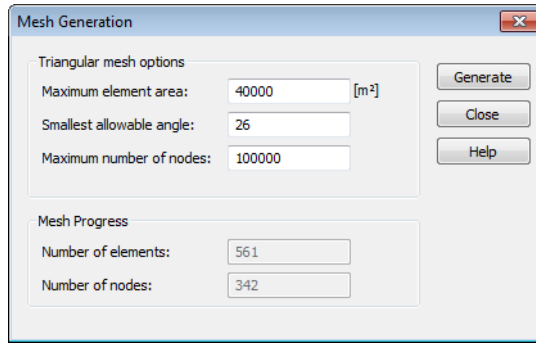 Mesh Generation
Triangular mesh options
Maximum element area: 40000 [m²]
Generate
Smallest allowable angle: 26
Close
Maximum number of nodes: 100000
Help
Mesh Progress
Number of elements: 561
Number of nodes: 342